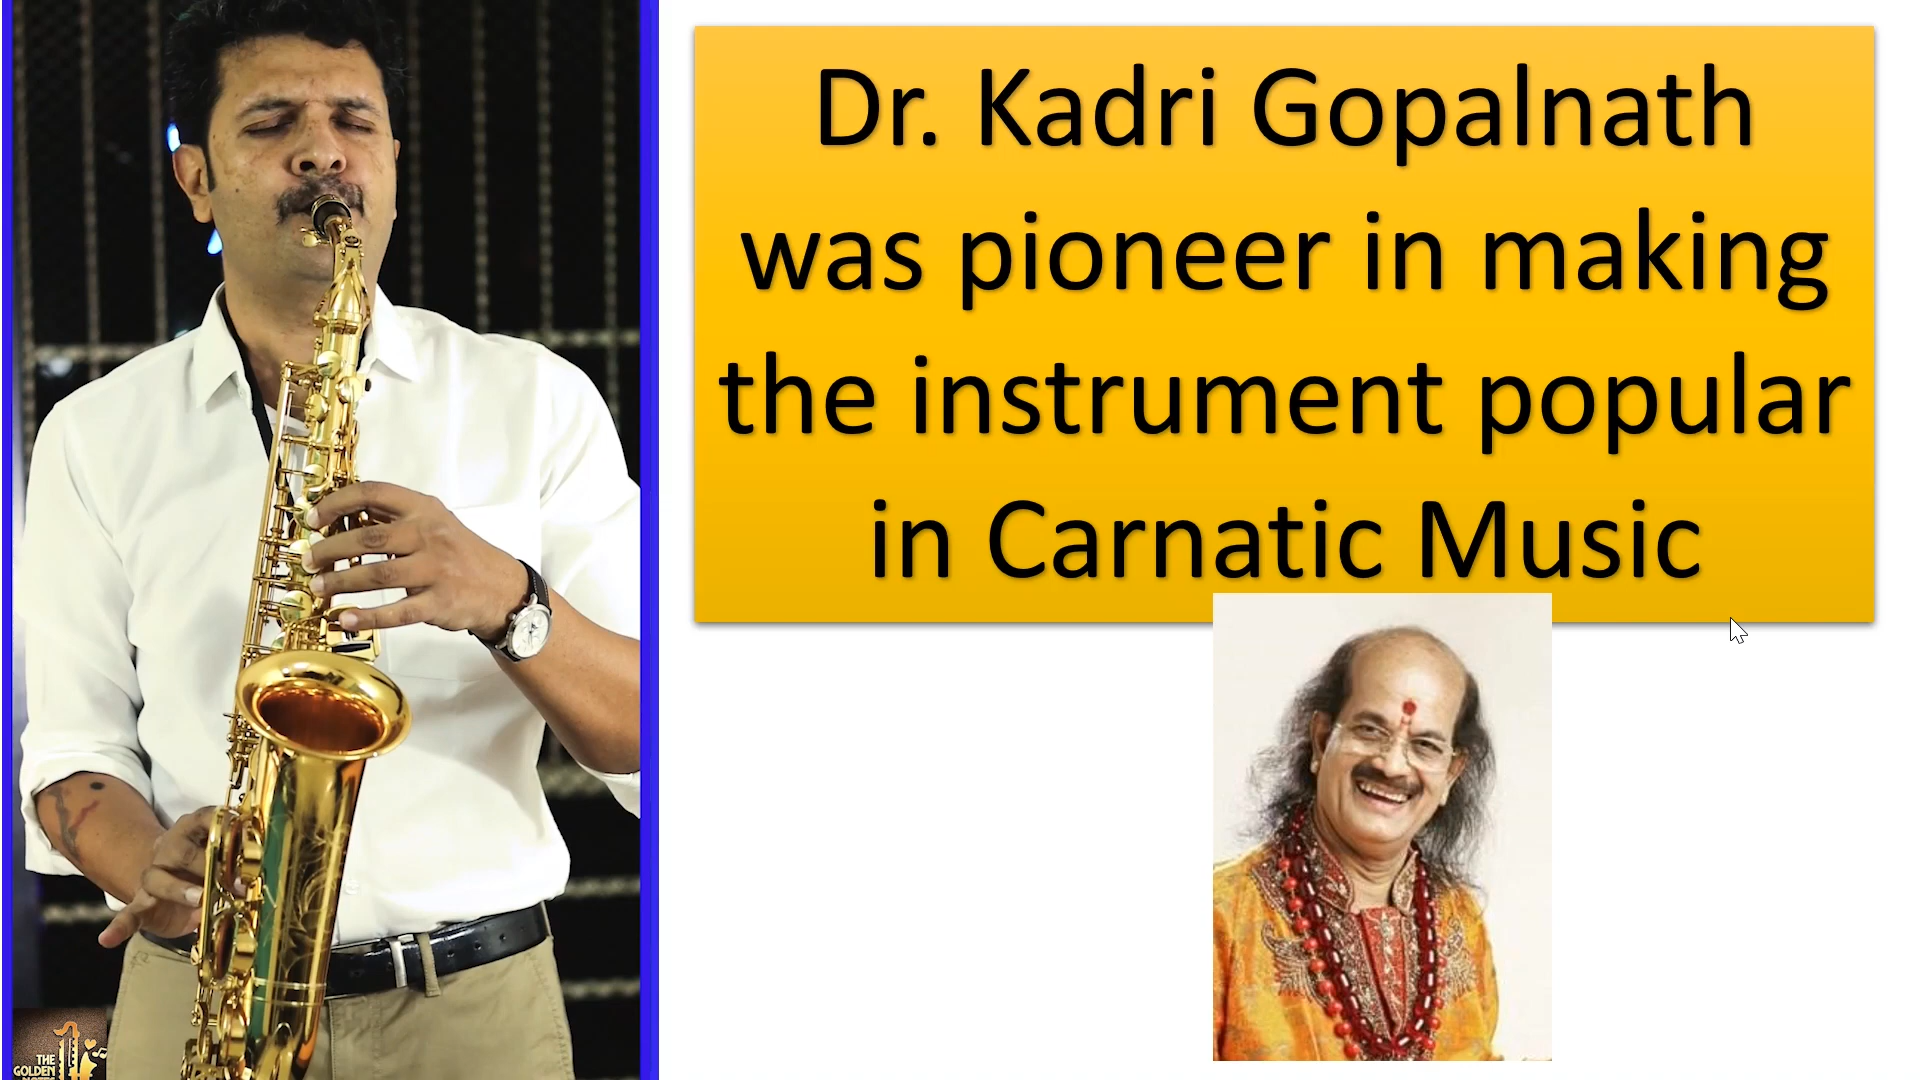 Dr. Kadri Gopalnath
was pioneer in making
the instrument popular
in Carnatic Music
THE
GOLDEN